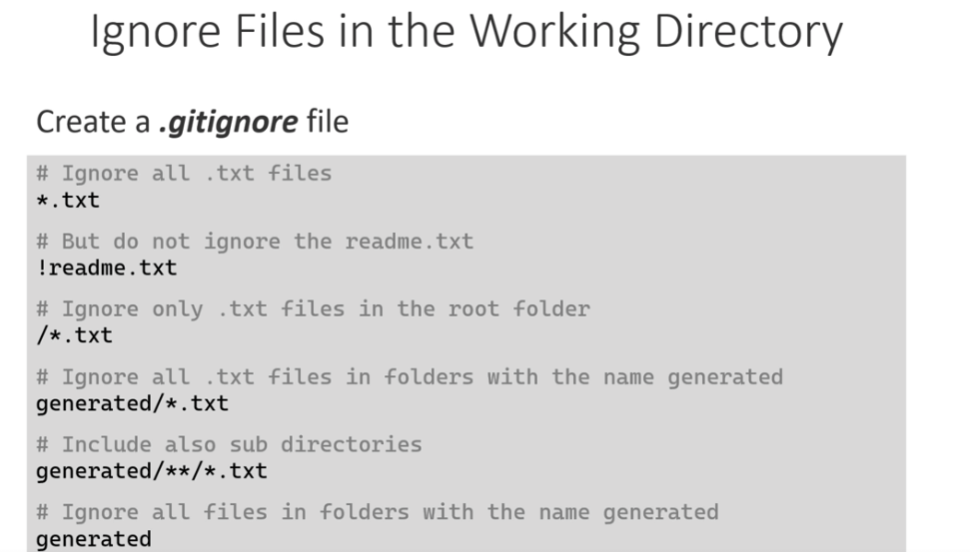 Ignore Files in the Working Directory
Create a .gitignore file
# Ignore all .txt files
*.txt
# But do not ignore the readme.txt
!readme.txt
# Ignore only .txt files in the root folder
/*.txt
# Ignore all .txt files in folders with the name generated
generated/*.txt
# Include also sub directories
generated/**/*.txt
# Ignore all files in folders with the name generated
generated